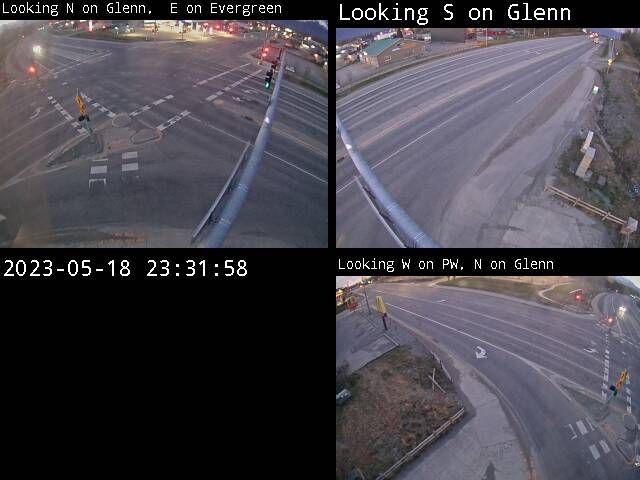 Looking N on Glenn, E on Evergreen
Looking S on Glenn
2023-05-18 23:31:58
Looking W on PW, N on Glenn